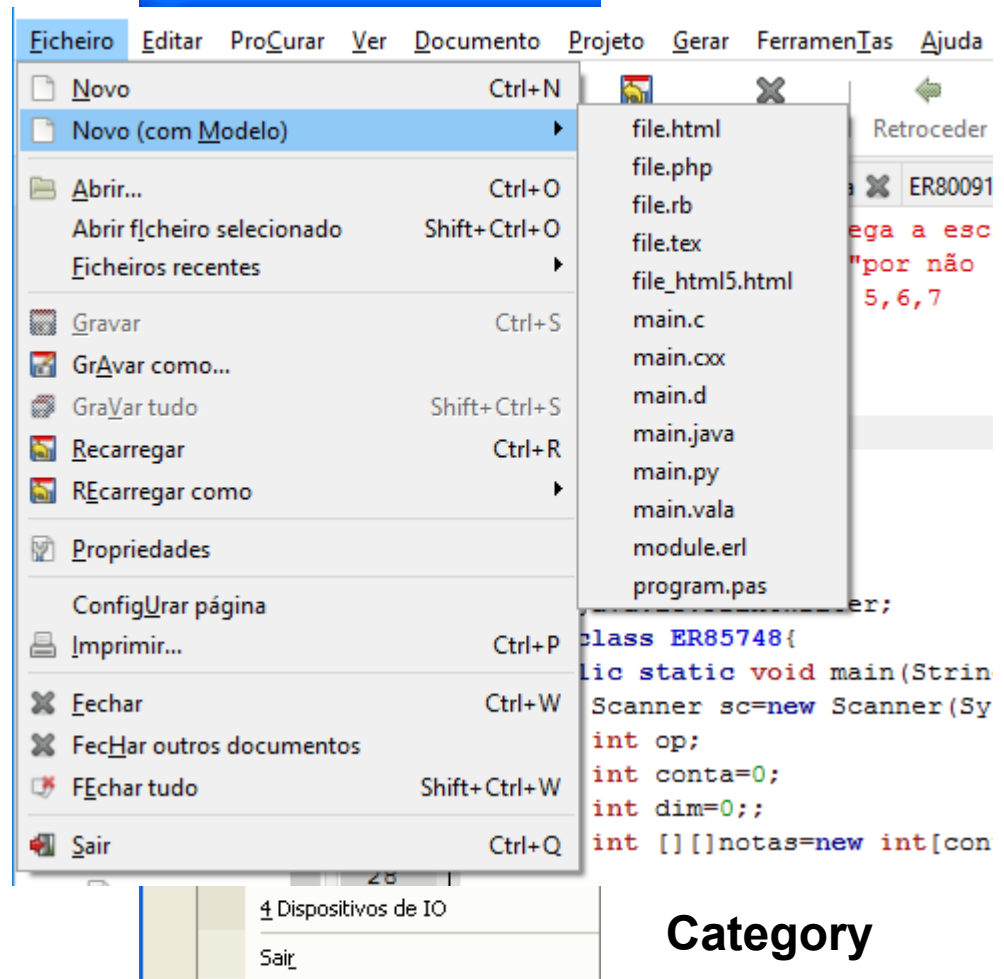 Ficheiro Editar ProCurar Ver Documento Projeto Gerar FerramenTas Ajuda
Novo Ctrl+N
Novo (com Modelo)
Abrir... Ctrl+O
Abrir fIcheiro selecionado Shift+Ctrl+O
Ficheiros recentes
Gravar Ctrl+S
GrAvar como...
GraVar tudo Shift+Ctrl+S
Recarregar Ctrl+R
REcarregar como
Propriedades
ConfigUrar página
Imprimir... Ctrl+P
Fechar Ctrl+W
FecHar outros documentos
FEchar tudo Shift+Ctrl+W
Sair Ctrl+Q
file.html
file.php
file.rb
file.tex
file_html5.html
main.c
main.cxx
main.d
main.java
main.py
main.vala
module.erl
program.pas
Retroceder
ER80091
ega a esc
"por não
5,6,7
er;
class ER85748{
lic static void main(Strin
Scanner sc=new Scanner(Sy
int op;
int conta=0;
int dim=0;;
int [][]notas=new int[con
28
4 Dispositivos de IO
Sair
Category